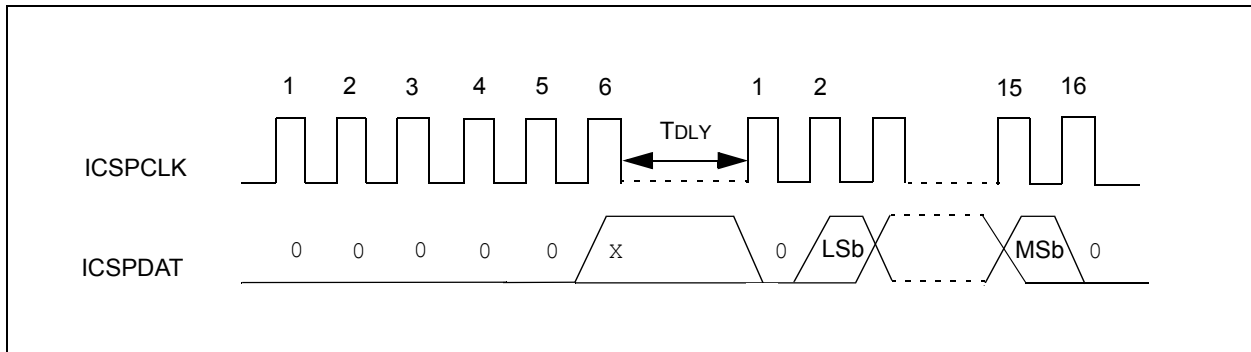 1 2 3 4 5 6 1 2 15 16
TDLY
ICSPCLK
0 0 0 0 0 X 0 LSb MSb 0
ICSPDAT